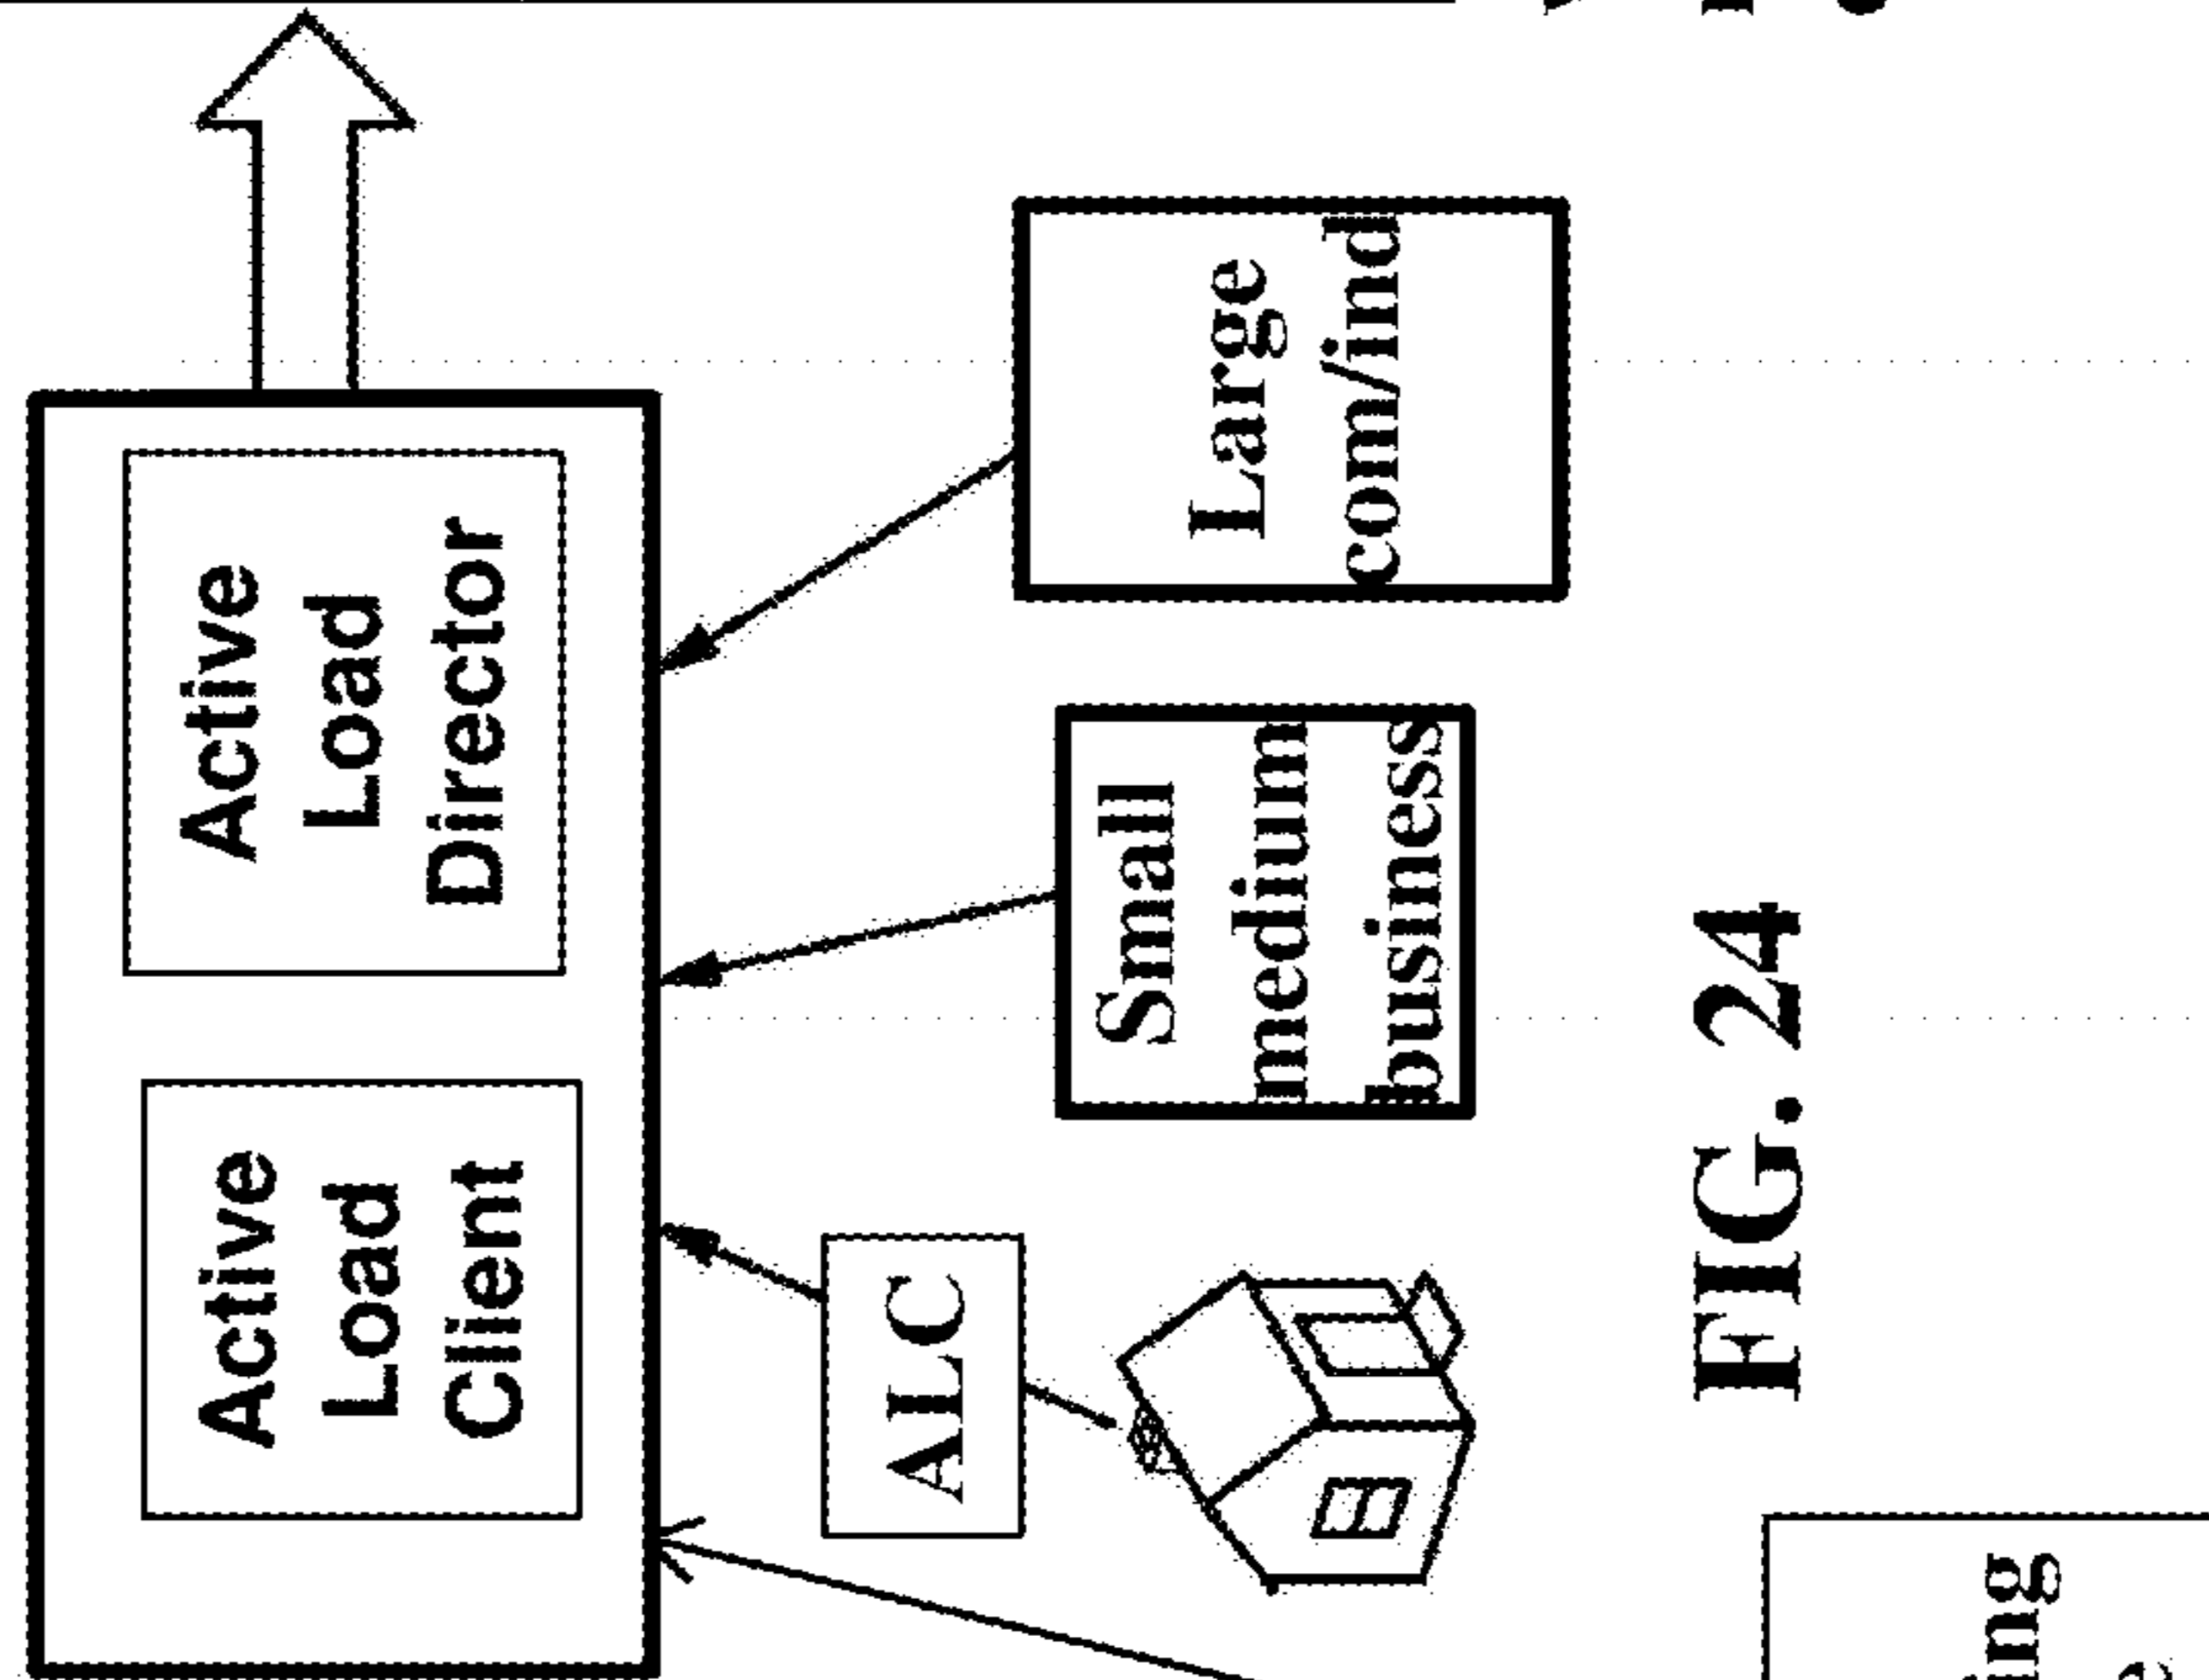 Active
Load
Client
Active
Load
Director
ALC
Small
medium
business
Large
com/ind
FIG. 24